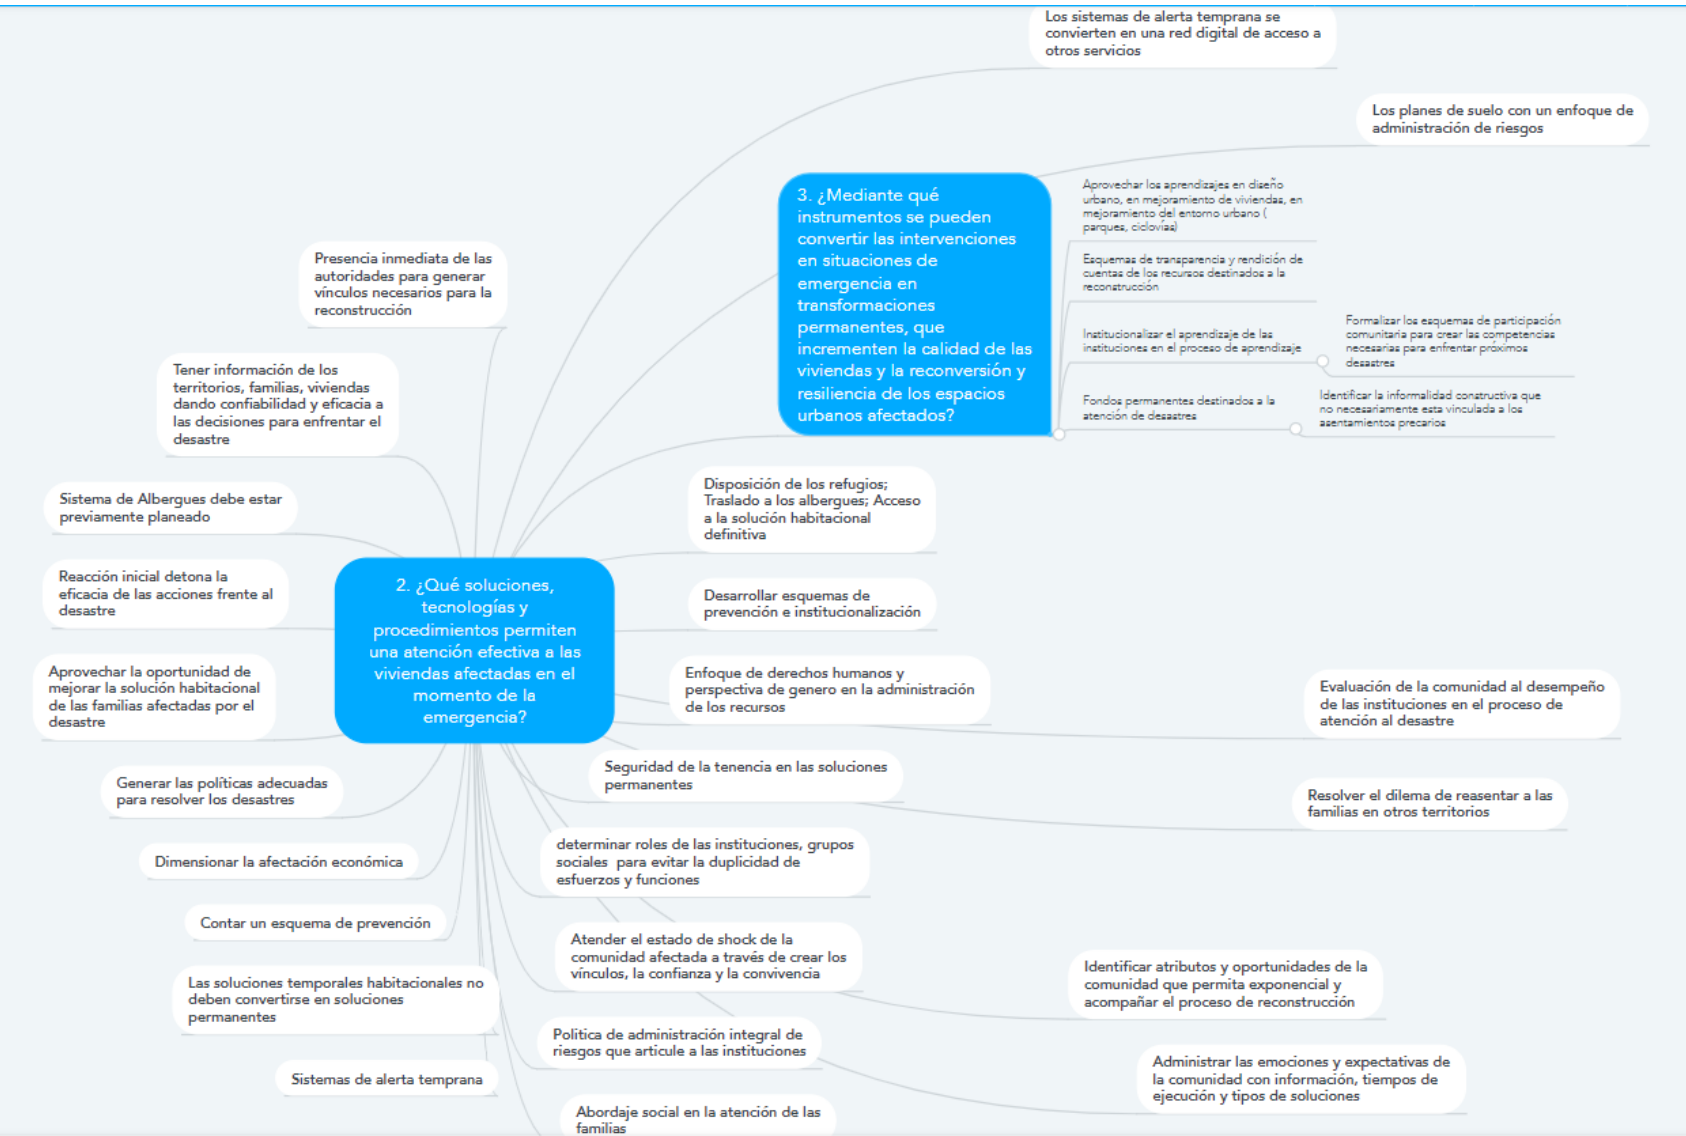 Los sistemas de alerta temprana se
convierten en una red digital de acceso a
otros servicios
Los planes de suelo con un enfoque de
administración de riesgos
3. ¿Mediante qué
instrumentos se pueden
convertir las intervenciones
en situaciones de
emergencia en
transformaciones
permanentes, que
incrementen la calidad de las
viviendas y la reconversión y
resiliencia de los espacios
urbanos afectados?
Aprovechar los aprendizajes en diseño
urbano, en mejoramiento de viviendas, en
mejoramiento del entorno urbano (
parques, ciclovías)
Esquemas de transparencia y rendición de
cuentas de los recursos destinados a la
reconstrucción
Institucionalizar el aprendizaje de las
instituciones en el proceso de aprendizaje
Formalizar los esquemas de participación
comunitaria para crear las competencias
necesarias para enfrentar próximos
desastres
Fondos permanentes destinados a la
atención de desastres
Identificar la informalidad constructiva que
no necesariamente esta vinculada a los
asentamientos precarios
Presencia inmediata de las
autoridades para generar
vínculos necesarios para la
reconstrucción
Tener información de los
territorios, familias, viviendas
dando confiabilidad y eficacia a
las decisiones para enfrentar el
desastre
Sistema de Albergues debe estar
previamente planeado
Reacción inicial detona la
eficacia de las acciones frente al
desastre
Aprovechar la oportunidad de
mejorar la solución habitacional
de las familias afectadas por el
desastre
Generar las políticas adecuadas
para resolver los desastres
Dimensionar la afectación económica
Contar un esquema de prevención
Las soluciones temporales habitacionales no
deben convertirse en soluciones
permanentes
Sistemas de alerta temprana
2. ¿Qué soluciones,
tecnologías y
procedimientos permiten
una atención efectiva a las
viviendas afectadas en el
momento de la
emergencia?
Disposición de los refugios;
Traslado a los albergues; Acceso
a la solución habitacional
definitiva
Desarrollar esquemas de
prevención e institucionalización
Enfoque de derechos humanos y
perspectiva de genero en la administración
de los recursos
Evaluación de la comunidad al desempeño
de las instituciones en el proceso de
atención al desastre
Seguridad de la tenencia en las soluciones
permanentes
Resolver el dilema de reasentar a las
familias en otros territorios
determinar roles de las instituciones, grupos
sociales para evitar la duplicidad de
esfuerzos y funciones
Atender el estado de shock de la
comunidad afectada a través de crear los
vínculos, la confianza y la convivencia
Identificar atributos y oportunidades de la
comunidad que permita exponencial y
acompañar el proceso de reconstrucción
Politica de administración integral de
riesgos que articule a las instituciones
Administrar las emociones y expectativas de
la comunidad con información, tiempos de
ejecución y tipos de soluciones
Abordaje social en la atención de las
familias